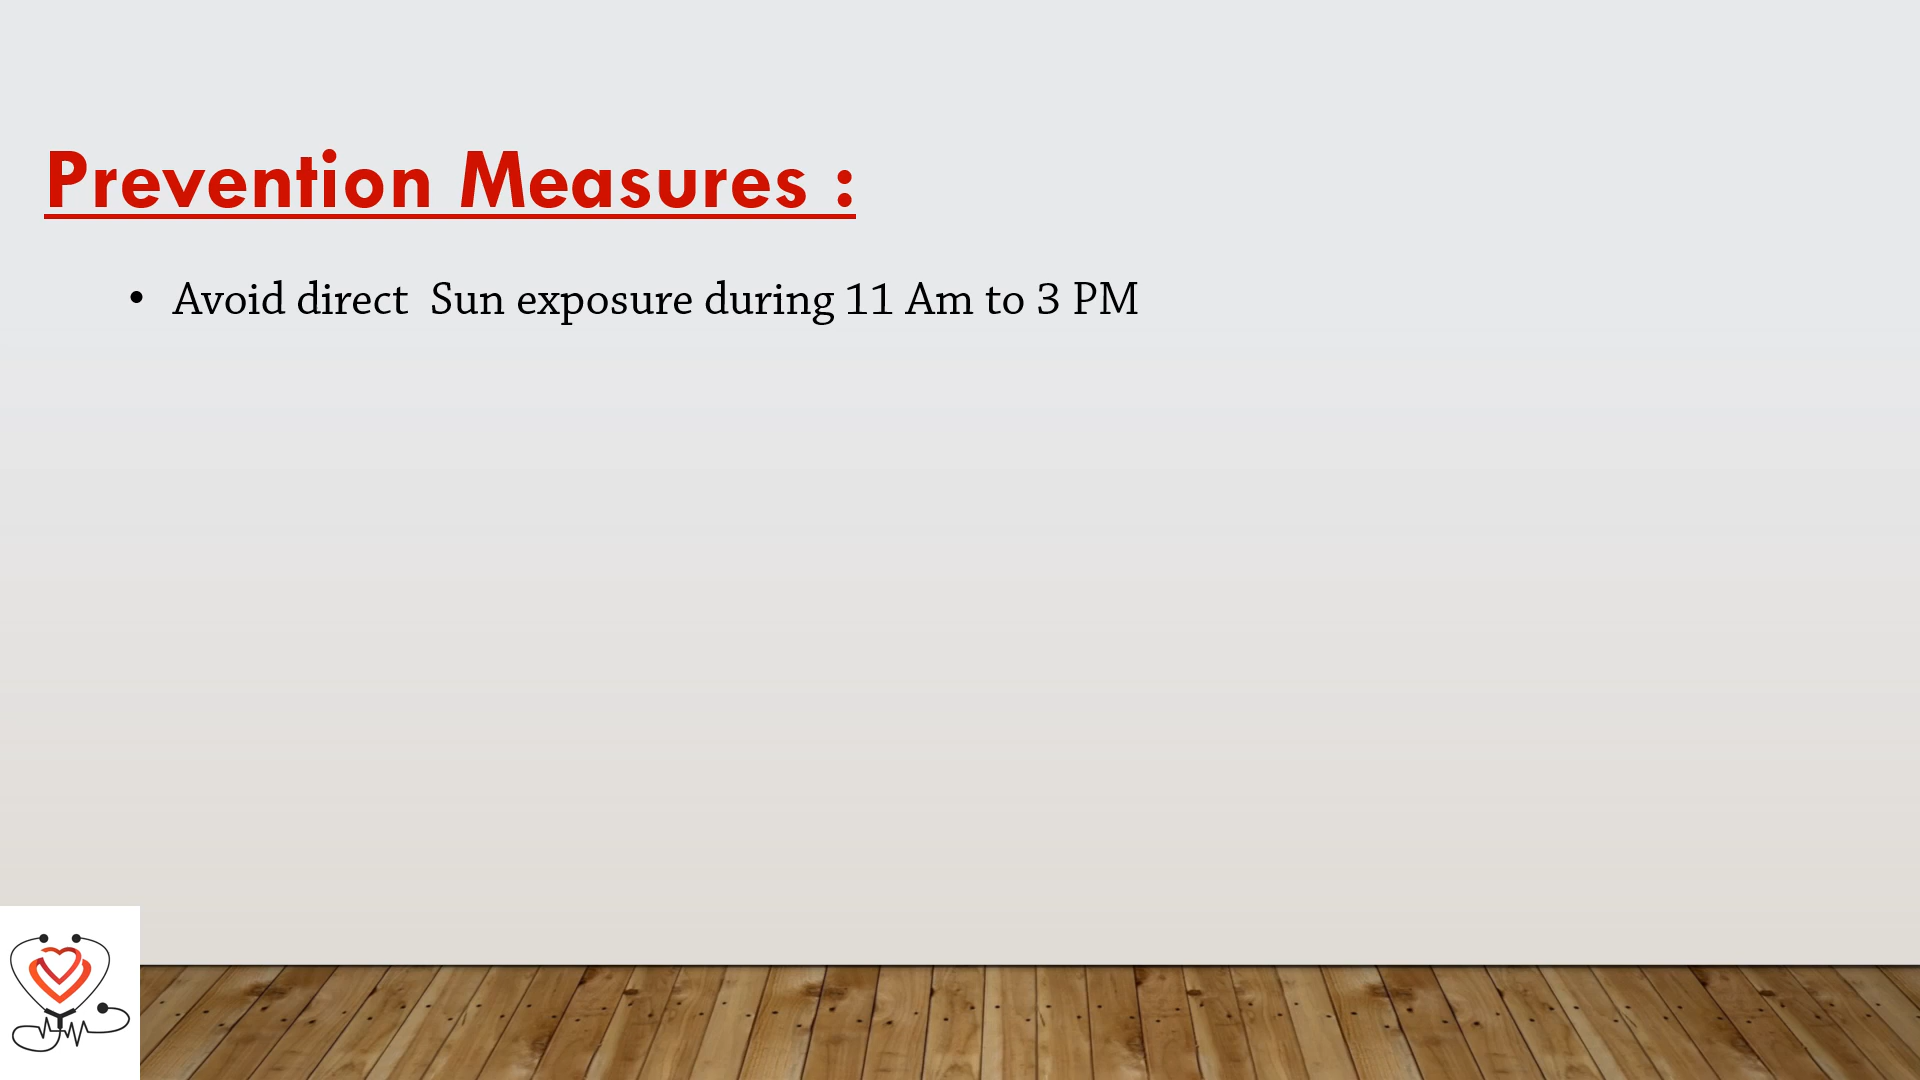 Prevention Measures :
• Avoid direct  Sun exposure during 11 Am to 3 PM